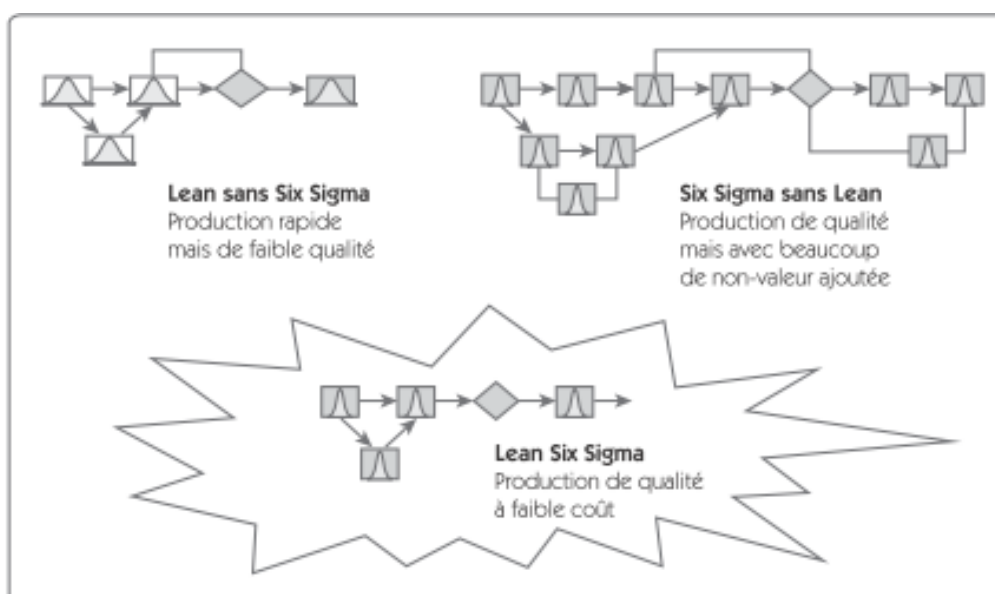 Lean sans Six Sigma
Production rapide
mais de faible qualité
Six Sigma sans Lean
Production de qualité
mais avec beaucoup
de non-valeur ajoutée
Lean Six Sigma
Production de qualité
à faible coût